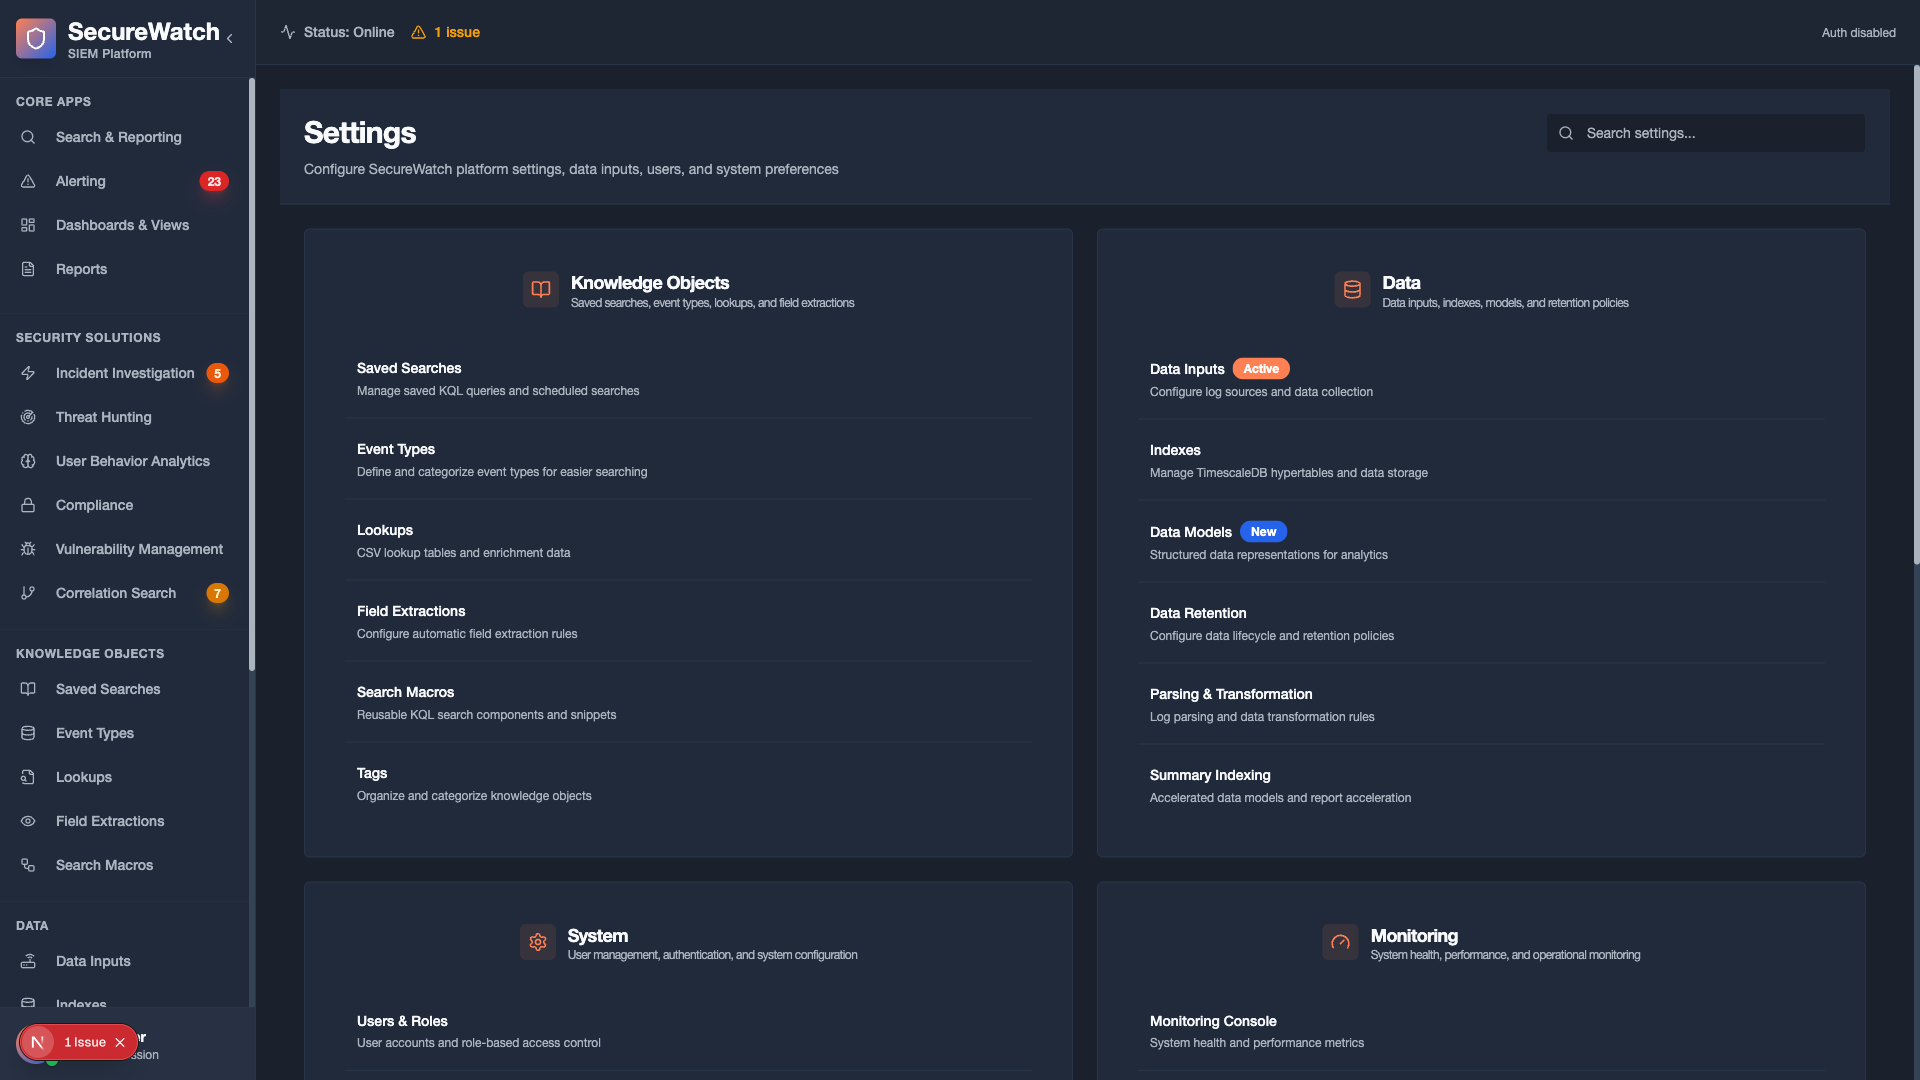 SecureWatch
SIEM Platform
CORE APPS
Search & Reporting
Alerting
23
Dashboards & Views
Reports
SECURITY SOLUTIONS
Incident Investigation
5
Threat Hunting
User Behavior Analytics
Compliance
Vulnerability Management
Correlation Search
7
KNOWLEDGE OBJECTS
Saved Searches
Event Types
Lookups
Field Extractions
Search Macros
DATA
Data Inputs
Indexes
N
1 Issue
Status: Online
1 issue
Auth disabled
Settings
Configure SecureWatch platform settings, data inputs, users, and system preferences
Search settings...
Knowledge Objects
Saved searches, event types, lookups, and field extractions
Saved Searches
Manage saved KQL queries and scheduled searches
Event Types
Define and categorize event types for easier searching
Lookups
CSV lookup tables and enrichment data
Field Extractions
Configure automatic field extraction rules
Search Macros
Reusable KQL search components and snippets
Tags
Organize and categorize knowledge objects
Data
Data inputs, indexes, models, and retention policies
Data Inputs
Active
Configure log sources and data collection
Indexes
Manage TimescaleDB hypertables and data storage
Data Models
New
Structured data representations for analytics
Data Retention
Configure data lifecycle and retention policies
Parsing & Transformation
Log parsing and data transformation rules
Summary Indexing
Accelerated data models and report acceleration
System
User management, authentication, and system configuration
Users & Roles
User accounts and role-based access control
Monitoring
System health, performance, and operational monitoring
Monitoring Console
System health and performance metrics